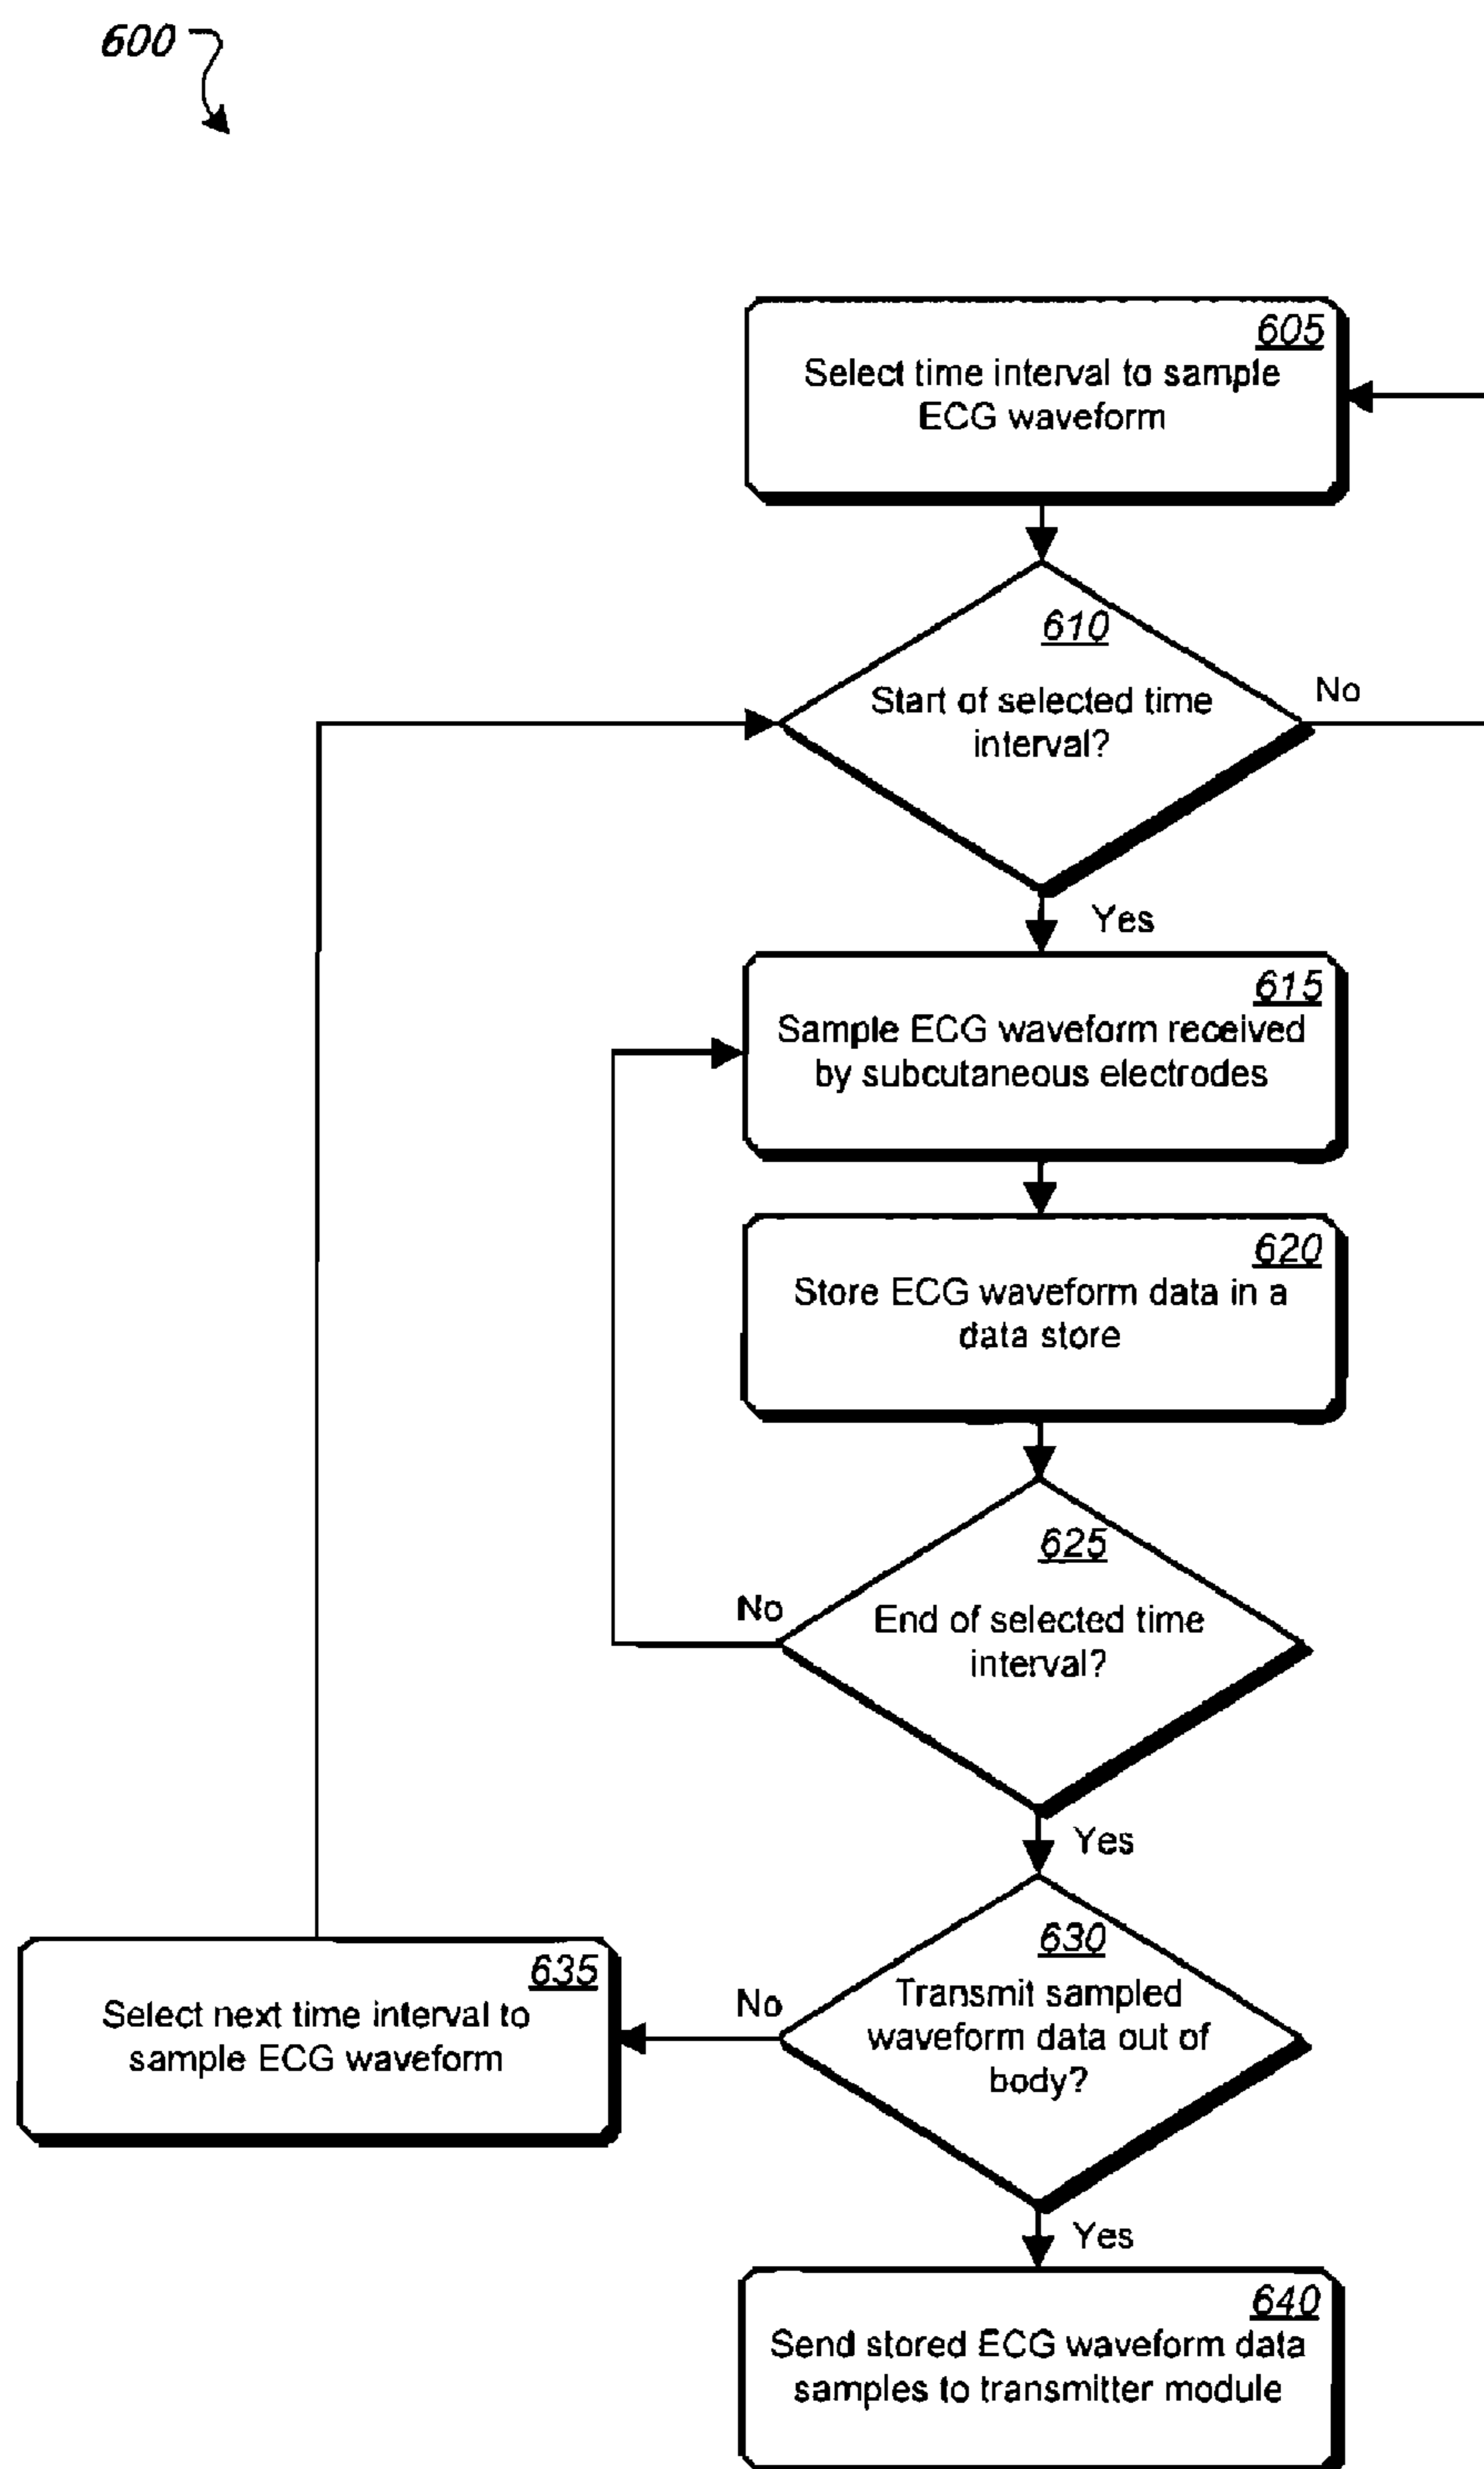 600
605
Select time interval to sample
ECG waveform
610
Start of selected time
interval?
No
Yes
615
Sample ECG waveform received
by subcutaneous electrodes
620
Store ECG waveform data in a
data store
625
End of selected time
interval?
No
Yes
630
Transmit sampled
waveform data out of
body?
No
635
Select next time interval to
sample ECG waveform
Yes
640
Send stored ECG waveform data
samples to transmitter module